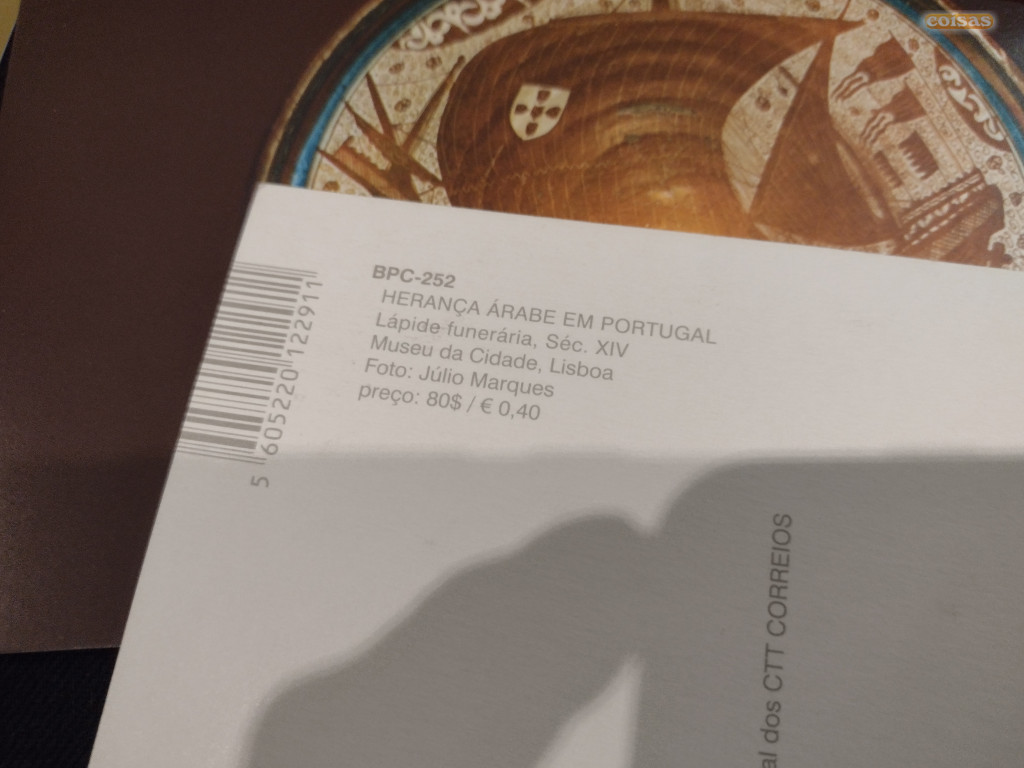 coisas
BPC-252
HERANÇA ÁRABE EM PORTUGAL
Lápide funerária, Séc. XIV
Museu da Cidade, Lisboa
Foto: Júlio Marques
preço: 80$ / € 0,40
5 605220 122911
al dos CTT CORREIOS